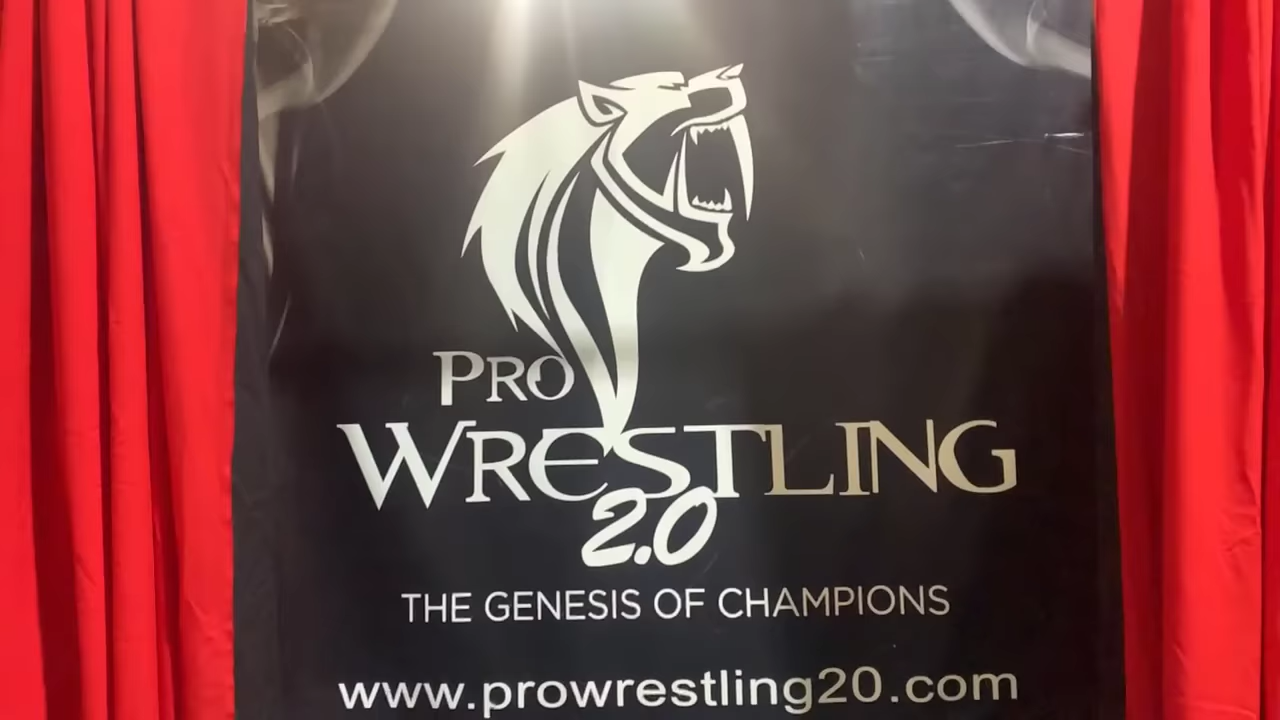 PRO
WRESTLING
2.0
THE GENESIS OF CHAMPIONS
www.prowrestling20.com